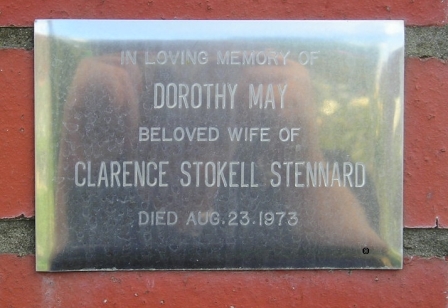 IN LOVING MEMORY OF
DOROTHY MAY
BELOVED WIFE OF
CLARENCE STOKELL STENNARD
DIED AUG.23.1973